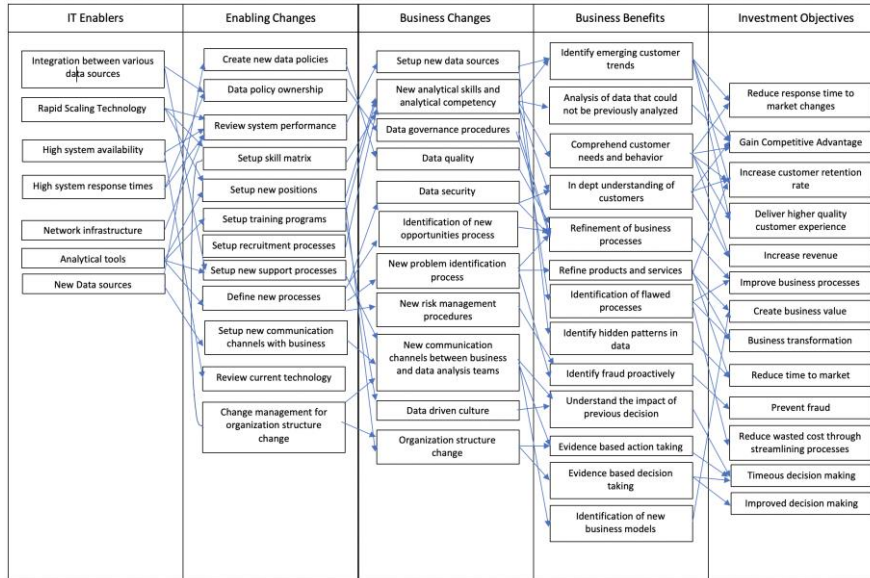 IT Enablers
Enabling Changes
Business Changes
Business Benefits
Investment Objectives
Integration between various
data sources
Rapid Scaling Technology
High system availability
High system response times
Network infrastructure
Analytical tools
New Data sources
Create new data policies
Data policy ownership
Review system performance
Setup skill matrix
Setup new positions
Setup training programs
Setup recruitment processes
Setup new support processes
Define new processes
Setup new communication
channels with business
Review current technology
Change management for
organization structure
change
Setup new data sources
New analytical skills and
analytical competency
Data governance procedures
Data quality
Data security
Identification of new
opportunities process
New problem identification
process
New risk management
procedures
New communication
channels between business
and data analysis teams
Data driven culture
Organization structure
change
Identify emerging customer
trends
Analysis of data that could
not be previously analyzed
Comprehend customer
needs and behavior
In dept understanding of
customers
Refinement of business
processes
Refine products and services
Identification of flawed
processes
Identify hidden patterns in
data
Identify fraud proactively
Understand the impact of
previous decision
Evidence based action taking
Evidence based decision
taking
Identification of new
business models
Reduce response time to
market changes
Gain Competitive Advantage
Increase customer retention
rate
Deliver higher quality
customer experience
Increase revenue
Improve business processes
Create business value
Business transformation
Reduce time to market
Prevent fraud
Reduce wasted cost through
streamlining processes
Timeous decision making
Improved decision making